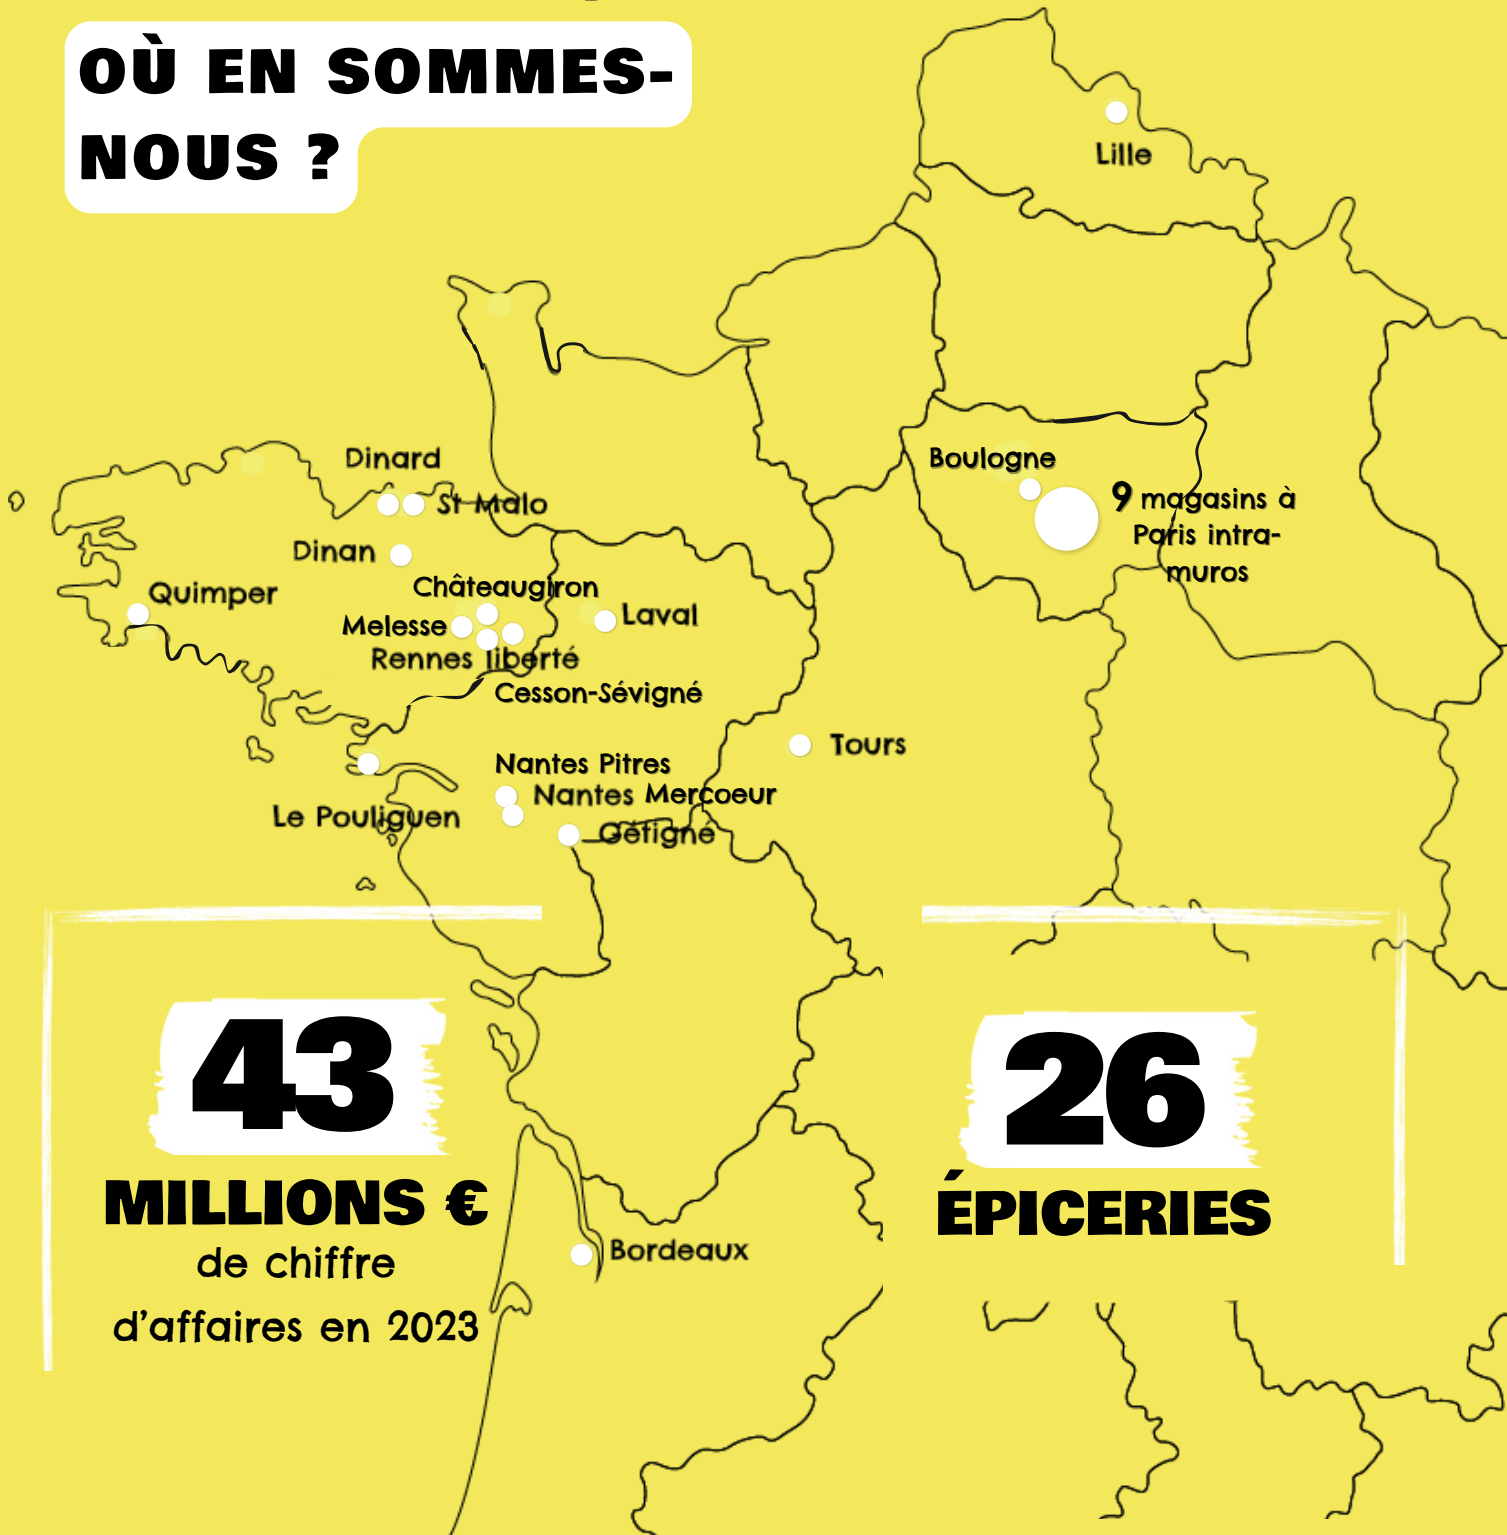 OÙ EN SOMMES-
NOUS ?
Lille
Dinard
St Malo
Dinan
Châteaugiron
Quimper
Melesse
Laval
Rennes liberté
Cesson-Sévigné
Boulogne
9 magasins à
Paris intra-
muros
Tours
Nantes Pitres
Nantes Mercoeur
Le Pouliguen
Gétigné
43
MILLIONS €
de chiffre
d'affaires en 2023
26
ÉPICERIES
Bordeaux